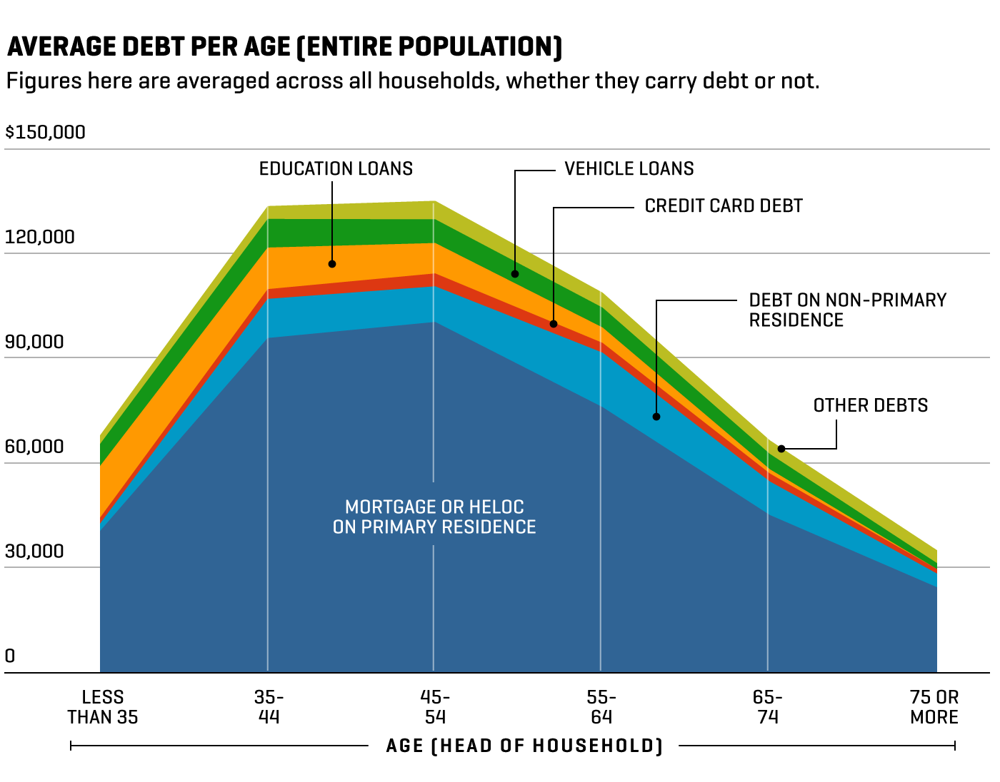 AVERAGE DEBT PER AGE (ENTIRE POPULATION)
Figures here are averaged across all households, whether they carry debt or not.
$150,000
EDUCATION LOANS
VEHICLE LOANS
CREDIT CARD DEBT
120,000
DEBT ON NON-PRIMARY
RESIDENCE
90,000
OTHER DEBTS
60,000
MORTGAGE OR HELOC
ON PRIMARY RESIDENCE
30,000
0
LESS
THAN 35
35-
44
45-
54
55-
64
65-
74
75 OR
MORE
AGE (HEAD OF HOUSEHOLD)